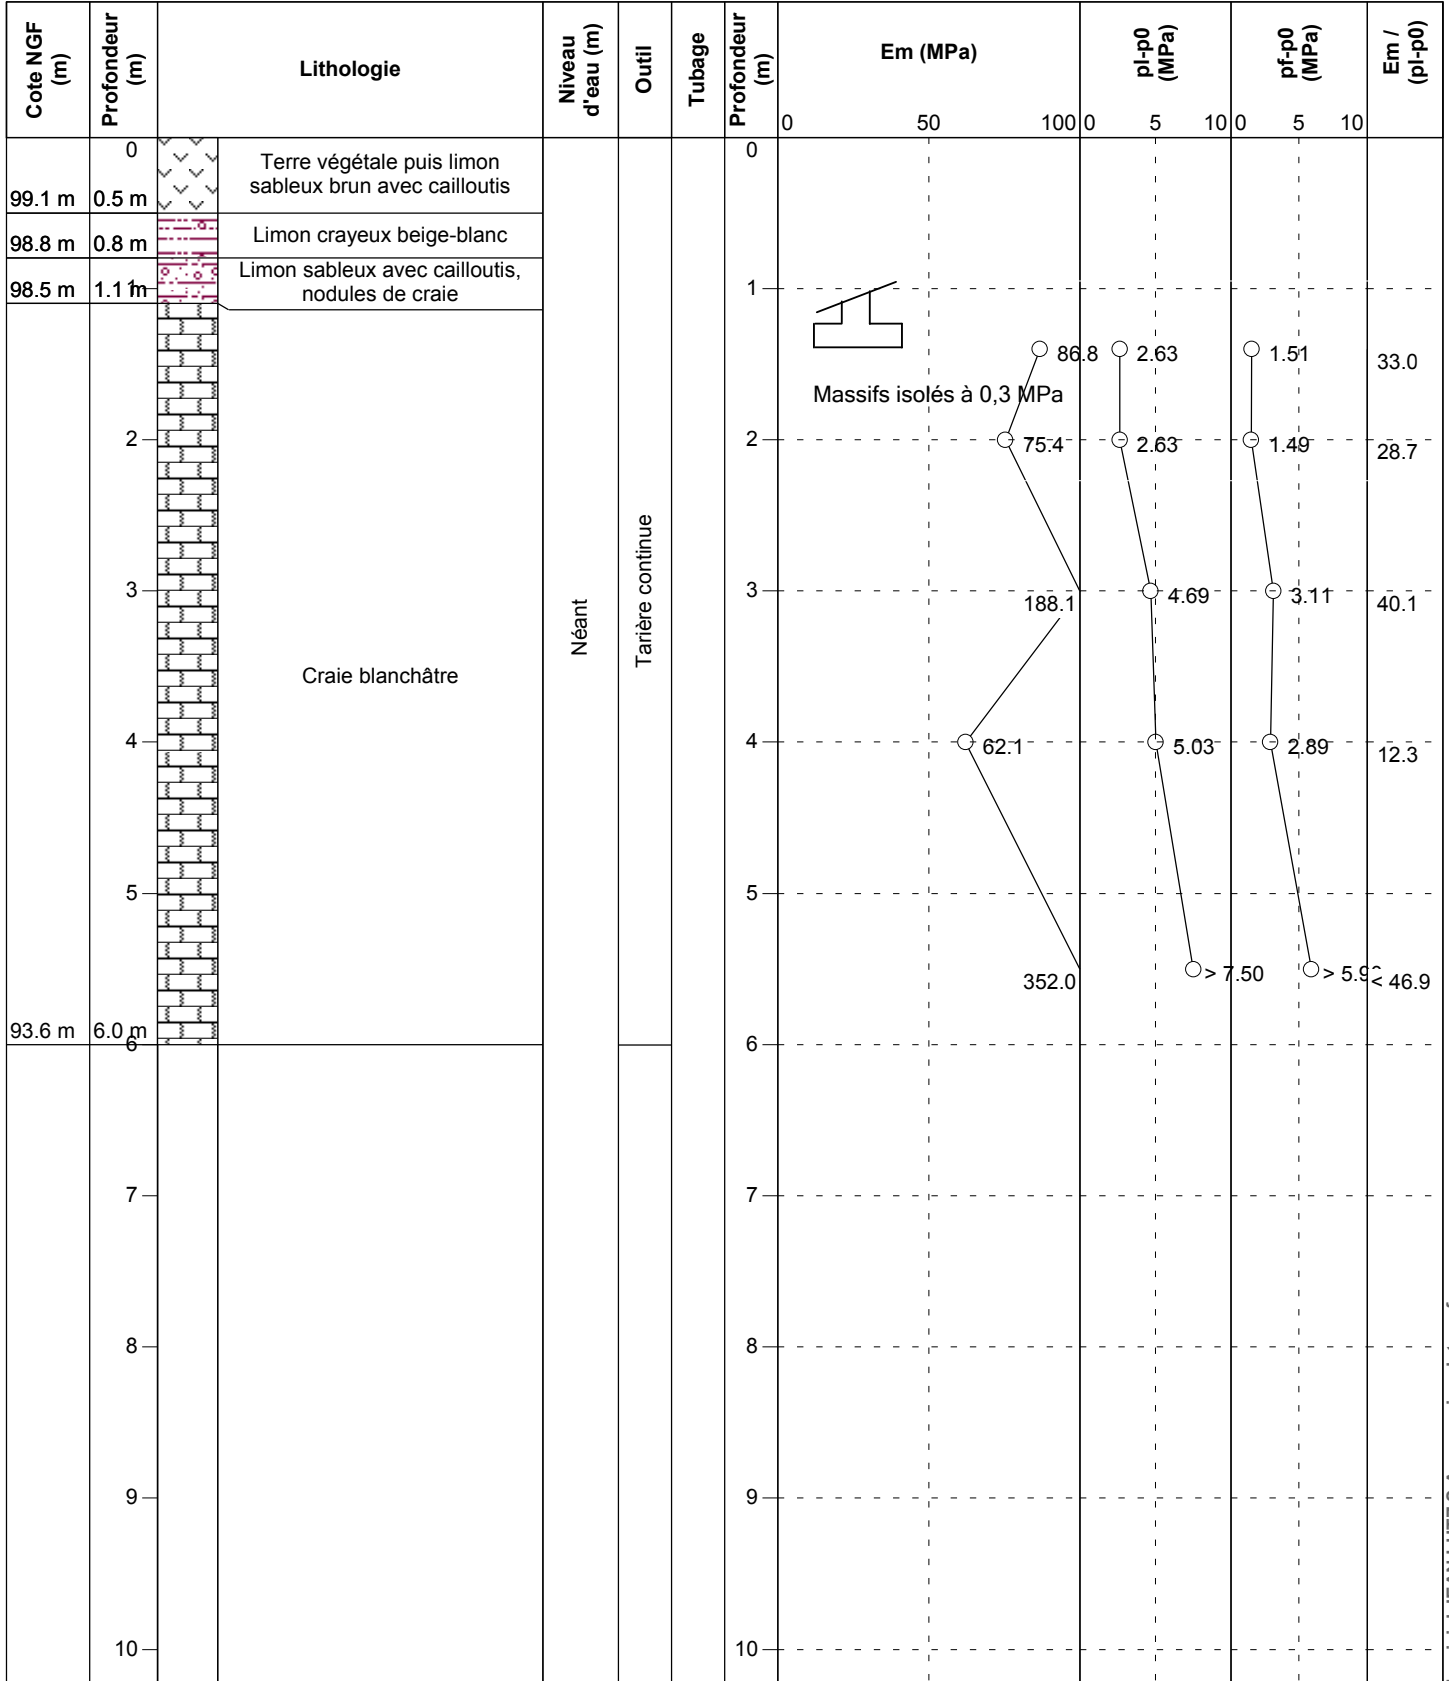 Cote NGF (m)
Profondeur (m)
Lithologie
Niveau d'eau (m)
Outil
Tubage
Profondeur (m)
Em (MPa)
pl-p0 (MPa)
pf-p0 (MPa)
Em / (pl-p0)
0 50 100 0 5 10 0 5 10
0
Terre végétale puis limon
sableux brun avec cailloutis
99.1 m 0.5 m
Limon crayeux beige-blanc
98.8 m 0.8 m
Limon sableux avec cailloutis,
nodules de craie
98.5 m 1.1 m
1
Craie blanchâtre
2
3
4
5
93.6 m 6.0 m
6
7
8
9
10
Néant
Tarière continue
0
1
86.8 2.63 1.51 33.0
Massifs isolés à 0,3 MPa
2
75.4 2.63 1.49 28.7
3
188.1 4.69 3.11 40.1
4
62.1 5.03 2.89 12.3
5
352.0 > 7.50 > 5.9 < 46.9
6
7
8
9
10